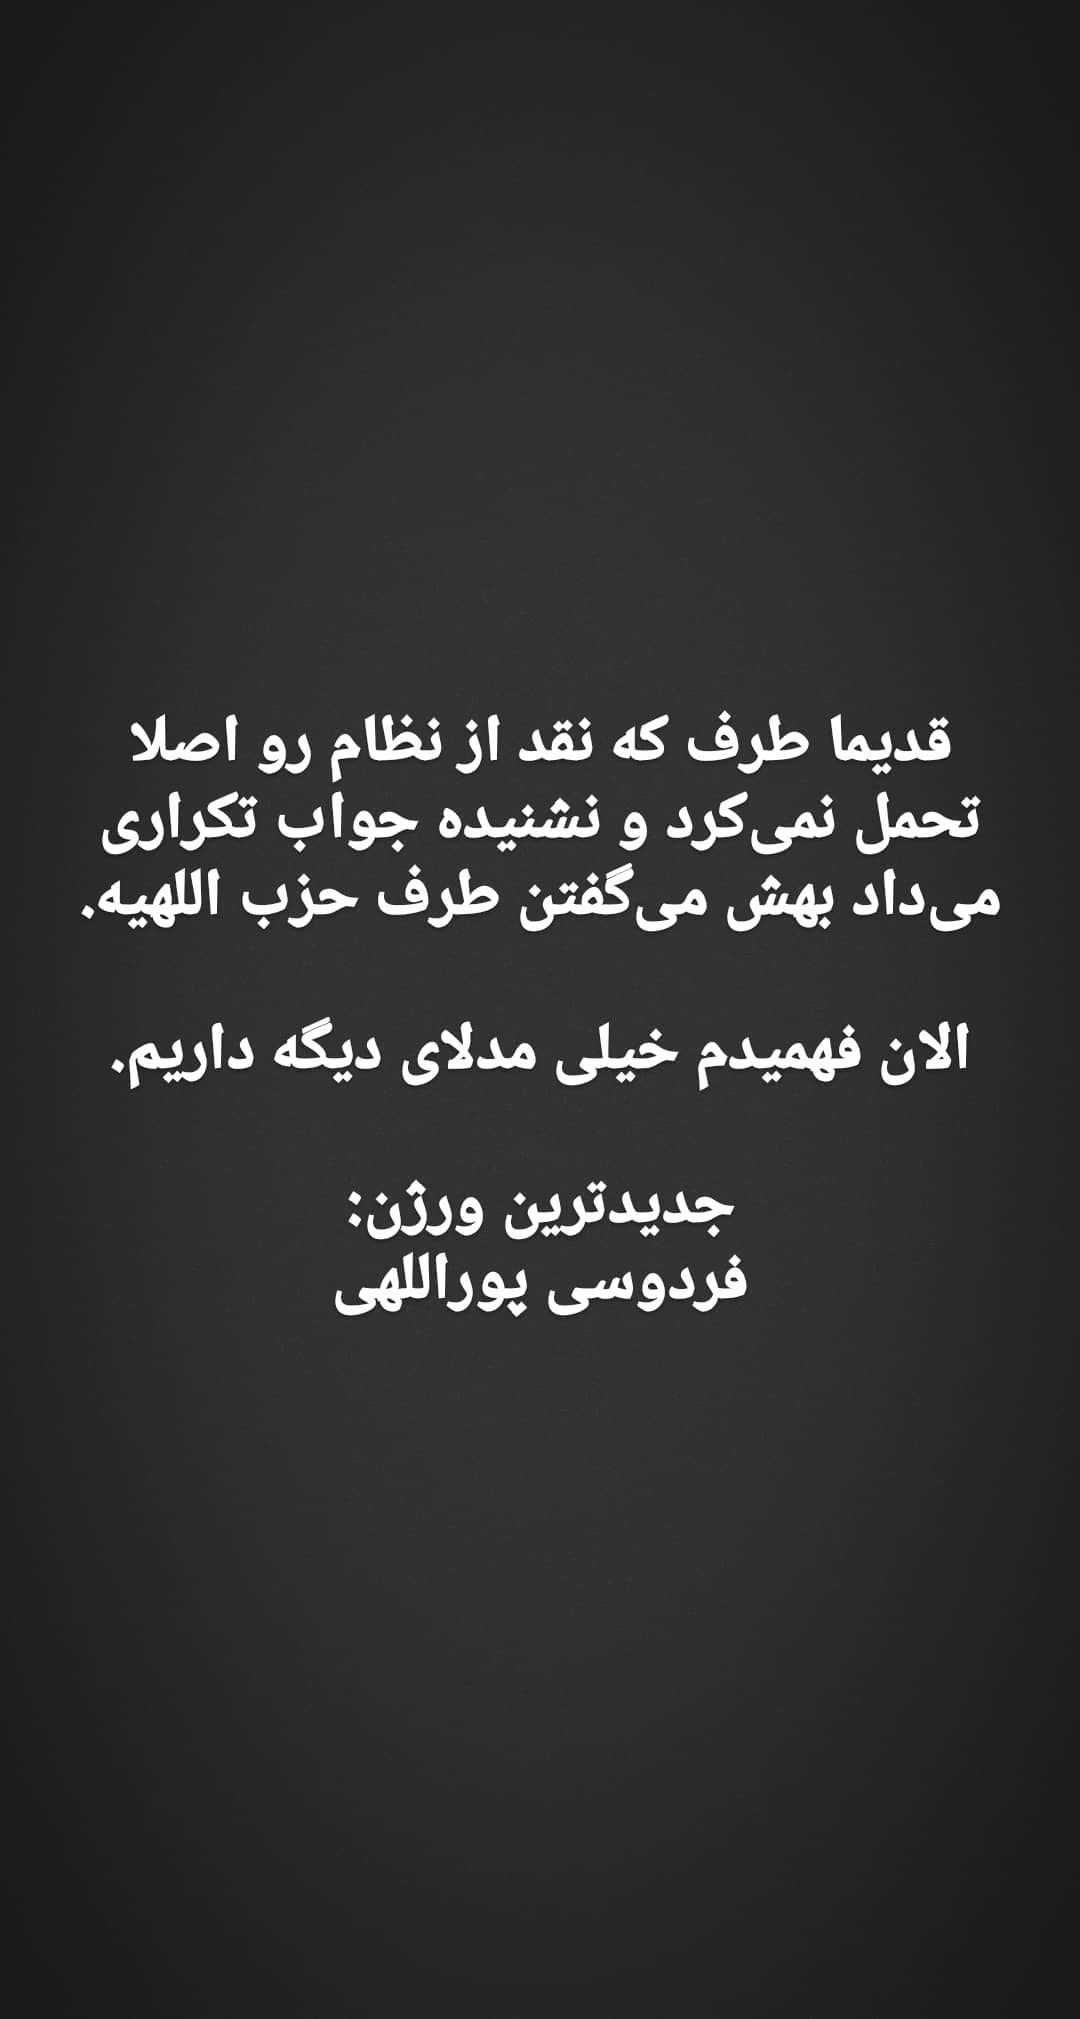 قدیما طرف که نقد از نظام رو اصلا
تحمل نمی‌کرد و نشنیده جواب تکراری
می‌داد بهش می‌گفتن طرف حزب اللهیه.
الان فهمیدم خیلی مدلای دیگه داریم.
جدیدترین ورژن:
فردوسی پوراللهی